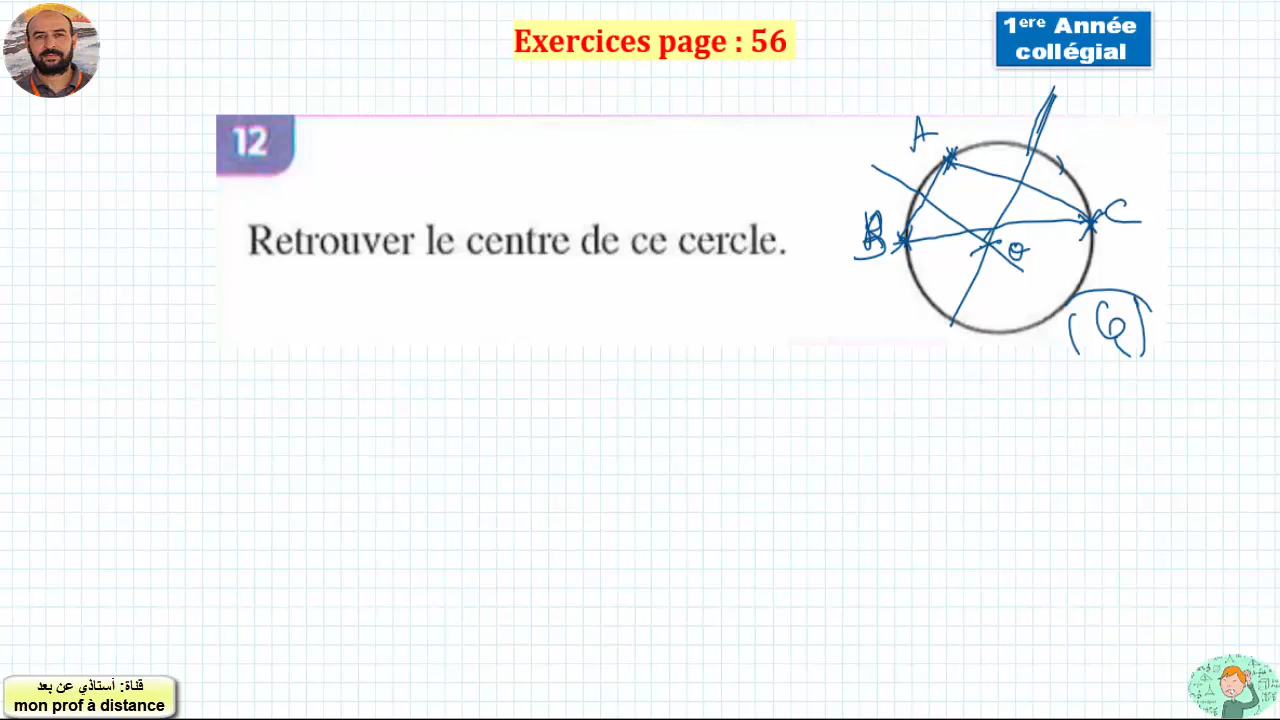 Exercices page : 56
1ere Année
collégial
12
Retrouver le centre de ce cercle.
A
B
C
O
(C)
قناة: أستاذي عن بعد
mon prof à distance